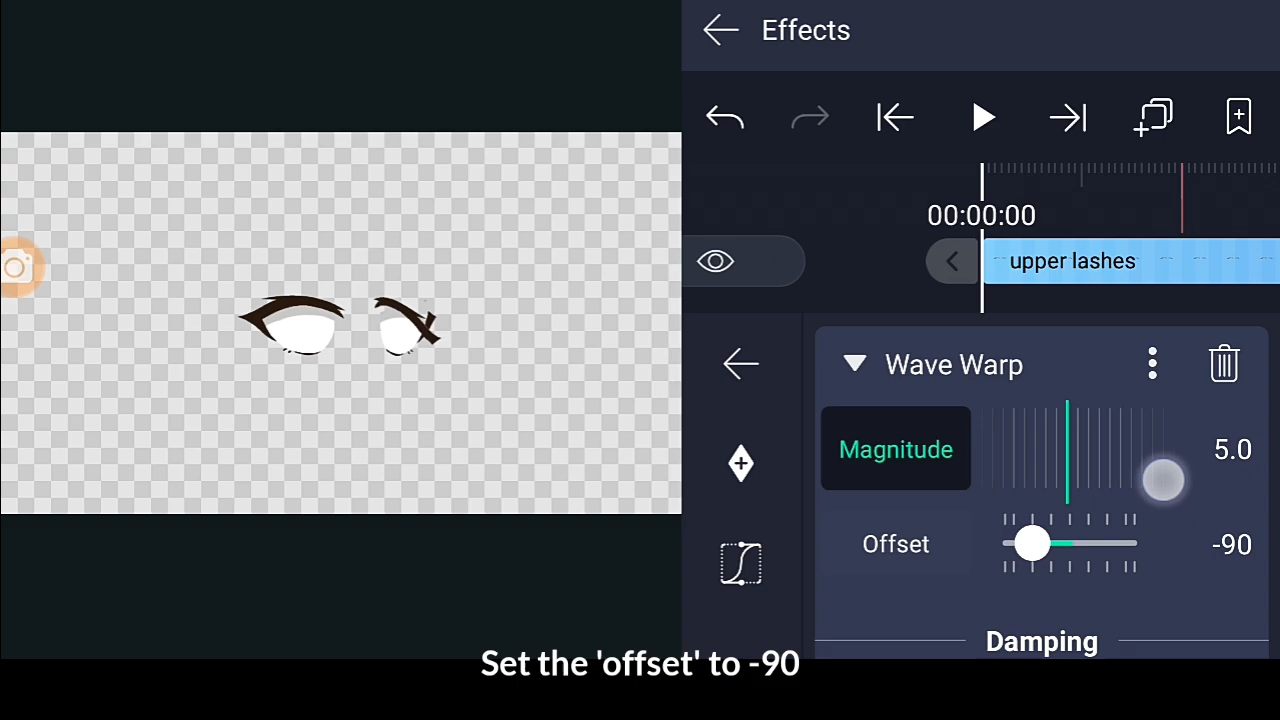 Effects
00:00:00
upper lashes
Wave Warp
Magnitude
5.0
Offset
-90
Damping
Set the 'offset' to -90